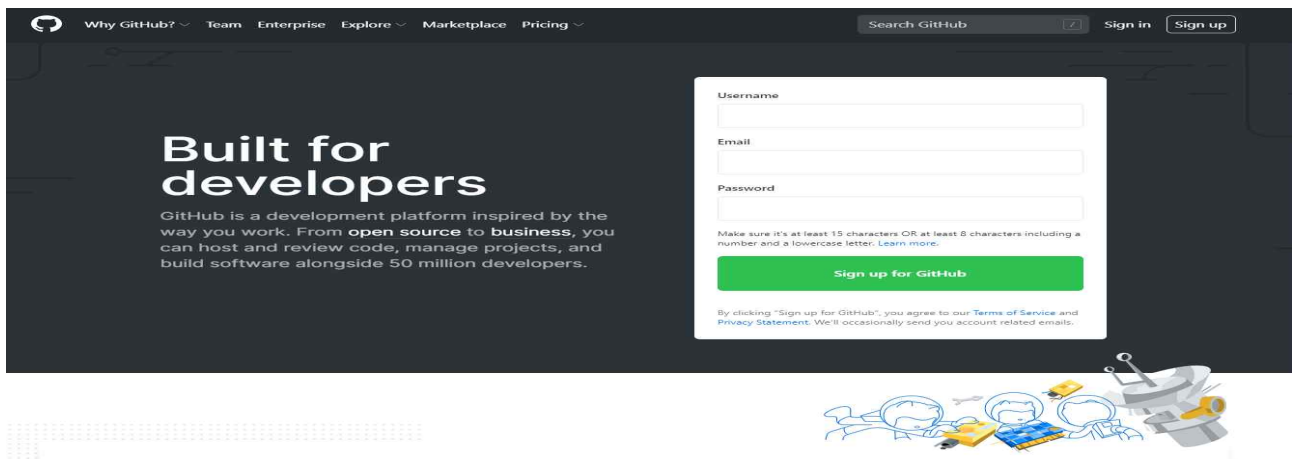 Why GitHub? Team Enterprise Explore Marketplace Pricing Search GitHub / Sign in Sign up
Built for
developers
GitHub is a development platform inspired by the
way you work. From open source to business, you
can host and review code, manage projects, and
build software alongside 50 million developers.
Username
Email
Password
Make sure it's at least 15 characters OR at least 8 characters including a
number and a lowercase letter. Learn more.
Sign up for GitHub
By clicking "Sign up for GitHub", you agree to our Terms of Service and
Privacy Statement. We'll occasionally send you account related emails.